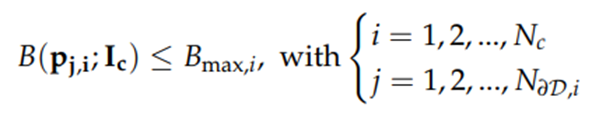 B(p_{j,i}; I_c) ≤ B_{max,i}, with { i = 1, 2, ..., N_c
j = 1, 2, ..., N_{∂𝒟,i}